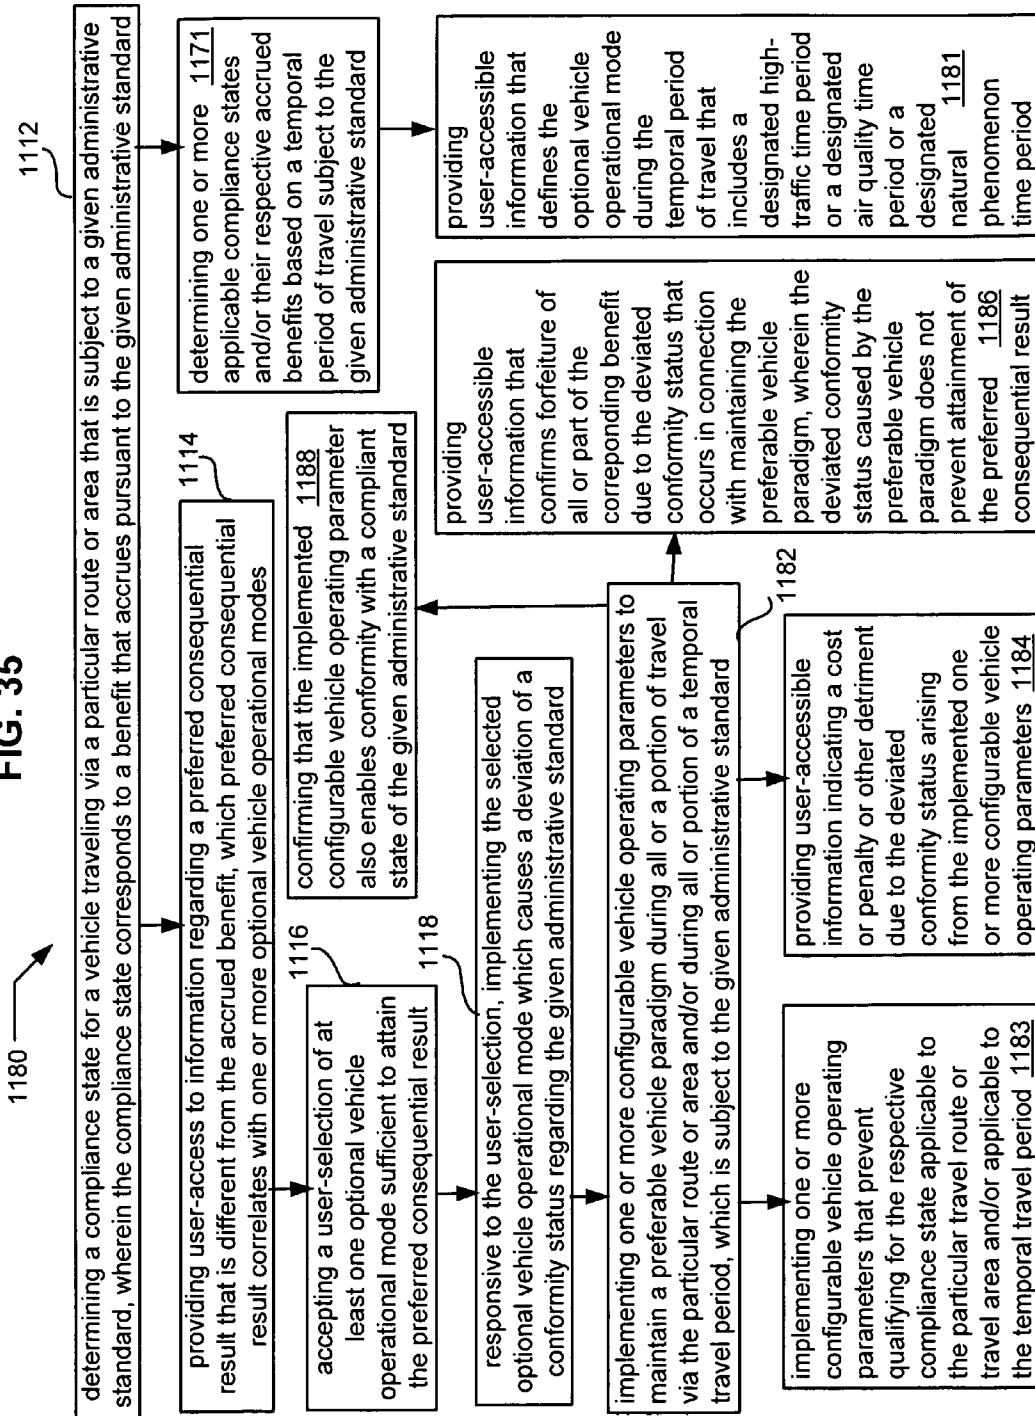 FIG. 35
1180
1112
determining a compliance state for a vehicle traveling via a particular route or area that is subject to a given administrative
standard, wherein the compliance state corresponds to a benefit that accrues pursuant to the given administrative standard
1114
providing user-access to information regarding a preferred consequential
result that is different from the accrued benefit, which preferred consequential
result correlates with one or more optional vehicle operational modes
determining one or more 1171
applicable compliance states
and/or their respective accrued
benefits based on a temporal
period of travel subject to the
given administrative standard
1116
accepting a user-selection of at
least one optional vehicle
operational mode sufficient to attain
the preferred consequential result
confirming that the implemented
configurable vehicle operating parameter 1188
also enables conformity with a compliant
state of the given administrative standard
1118
responsive to the user-selection, implementing the selected
optional vehicle operational mode which causes a deviation of a
conformity status regarding the given administrative standard
implementing one or more configurable vehicle operating parameters to
maintain a preferable vehicle paradigm during all or a portion of travel
via the particular route or area and/or during all or portion of a temporal
travel period, which is subject to the given administrative standard
1182
implementing one or more
configurable vehicle operating
parameters that prevent
qualifying for the respective
compliance state applicable to
the particular travel route or
travel area and/or applicable to
the temporal travel period 1183
providing user-accessible
information indicating a cost
or penalty or other detriment
due to the deviated
conformity status arising
from the implemented one
or more configurable vehicle
operating parameters 1184
providing
user-accessible
information that
confirms forfeiture of
all or part of the
correponding benefit
due to the deviated
conformity status that
occurs in connection
with maintaining the
preferable vehicle
paradigm, wherein the
deviated conformity
status caused by the
preferable vehicle
paradigm does not
prevent attainment of
the preferred 1186
consequential result
providing
user-accessible
information that
defines the
optional vehicle
operational mode
during the
temporal period
of travel that
includes a
designated high-
traffic time period
or a designated
air quality time
period or a
designated
natural 1181
phenomenon
time period